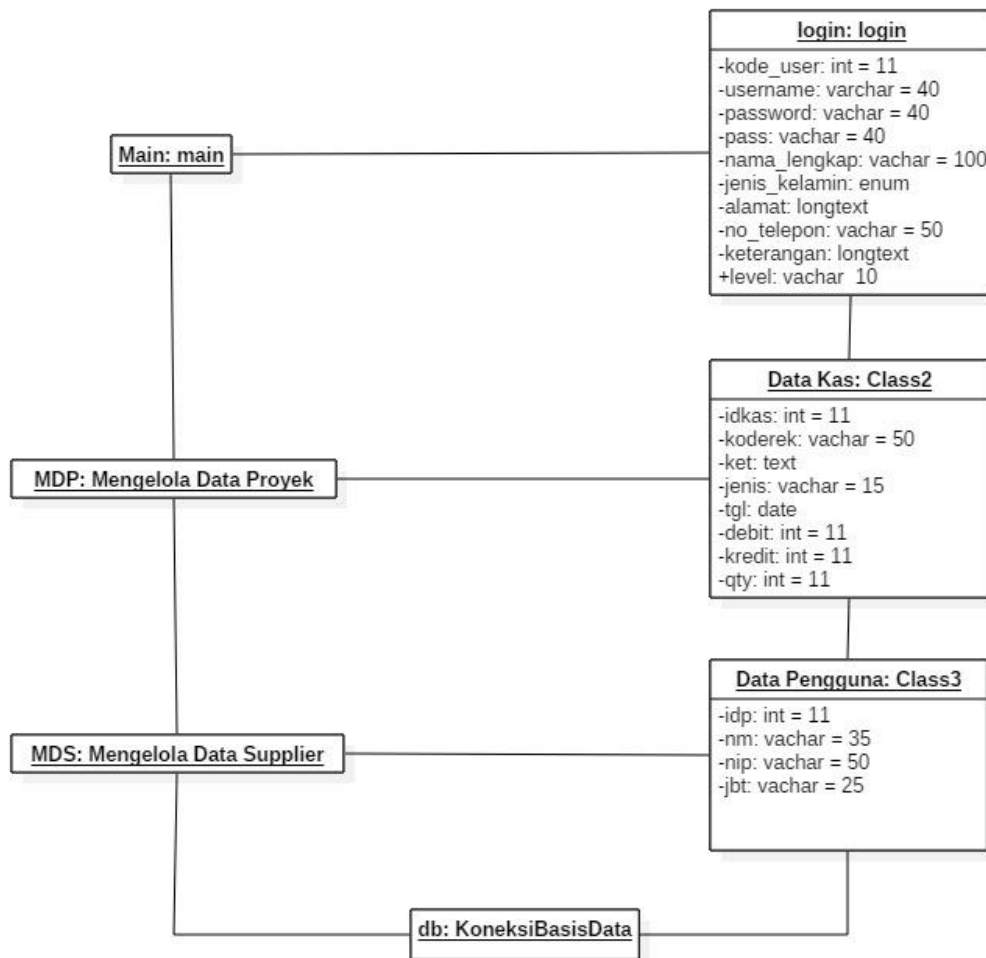 login: login
-kode_user: int = 11
-username: varchar = 40
-password: vachar = 40
-pass: vachar = 40
-nama_lengkap: vachar = 100
-jenis_kelamin: enum
-alamat: longtext
-no_telepon: vachar = 50
-keterangan: longtext
+level: vachar  10
Main: main
Data Kas: Class2
-idkas: int = 11
-koderek: vachar = 50
-ket: text
-jenis: vachar = 15
-tgl: date
-debit: int = 11
-kredit: int = 11
-qty: int = 11
MDP: Mengelola Data Proyek
Data Pengguna: Class3
-idp: int = 11
-nm: vachar = 35
-nip: vachar = 50
-jbt: vachar = 25
MDS: Mengelola Data Supplier
db: KoneksiBasisData